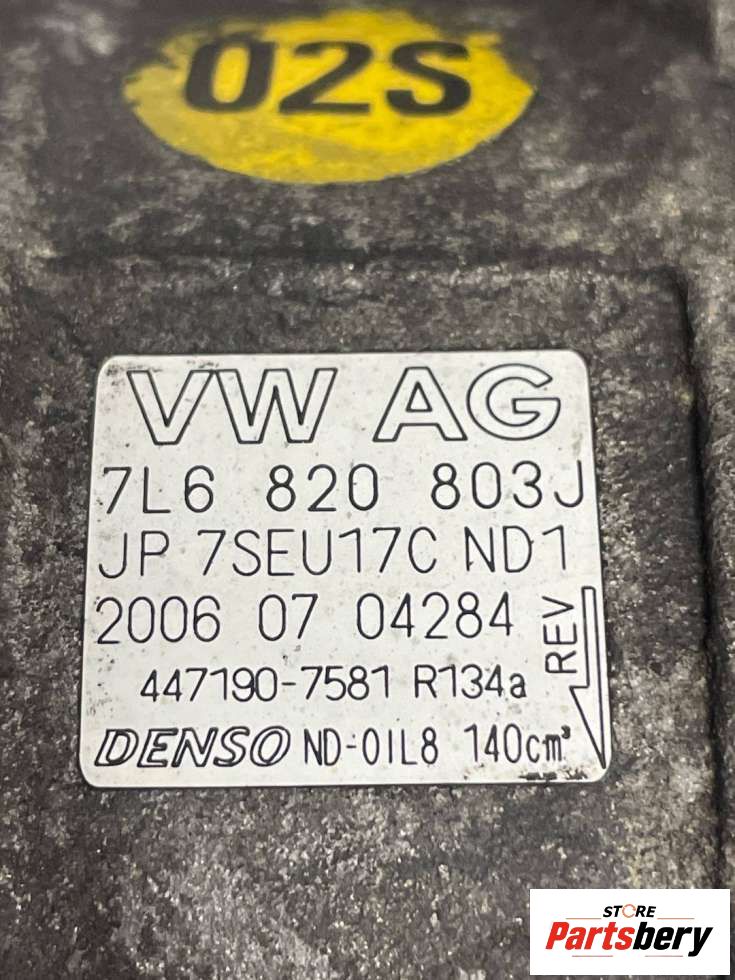 02S
VW AG
7L6 820 803J
JP 7SEU17C ND1
2006 07 04284
REV
447190-7581 R134a
DENSO ND-OIL8 140cm³
STORE
Partsbery